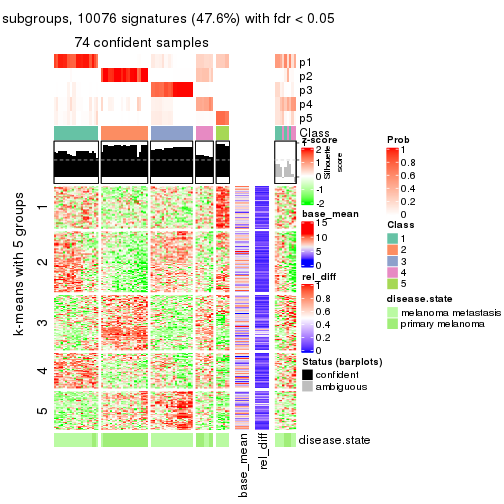 subgroups, 10076 signatures (47.6%) with fdr < 0.05
74 confident samples
p1
p2
p3
p4
p5
Class
1
0
Silhouette
score
k-means with 5 groups
1
2
3
4
5
z-score
2
1
0
-1
-2
base_mean
15
10
5
0
rel_diff
1
0.8
0.6
0.4
0.2
0
Status (barplots)
confident
ambiguous
Prob
1
0.8
0.6
0.4
0.2
0
Class
1
2
3
4
5
disease.state
melanoma metastasis
primary melanoma
disease.state
base_mean
rel_diff